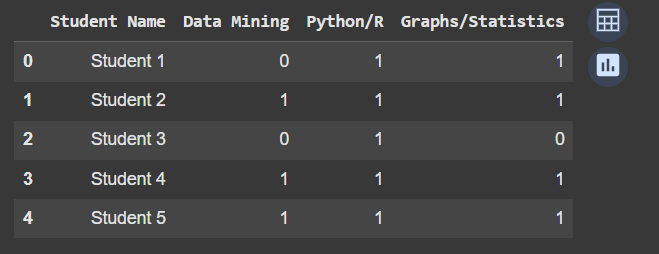 Student Name Data Mining Python/R Graphs/Statistics
0 Student 1 0 1 1
1 Student 2 1 1 1
2 Student 3 0 1 0
3 Student 4 1 1 1
4 Student 5 1 1 1